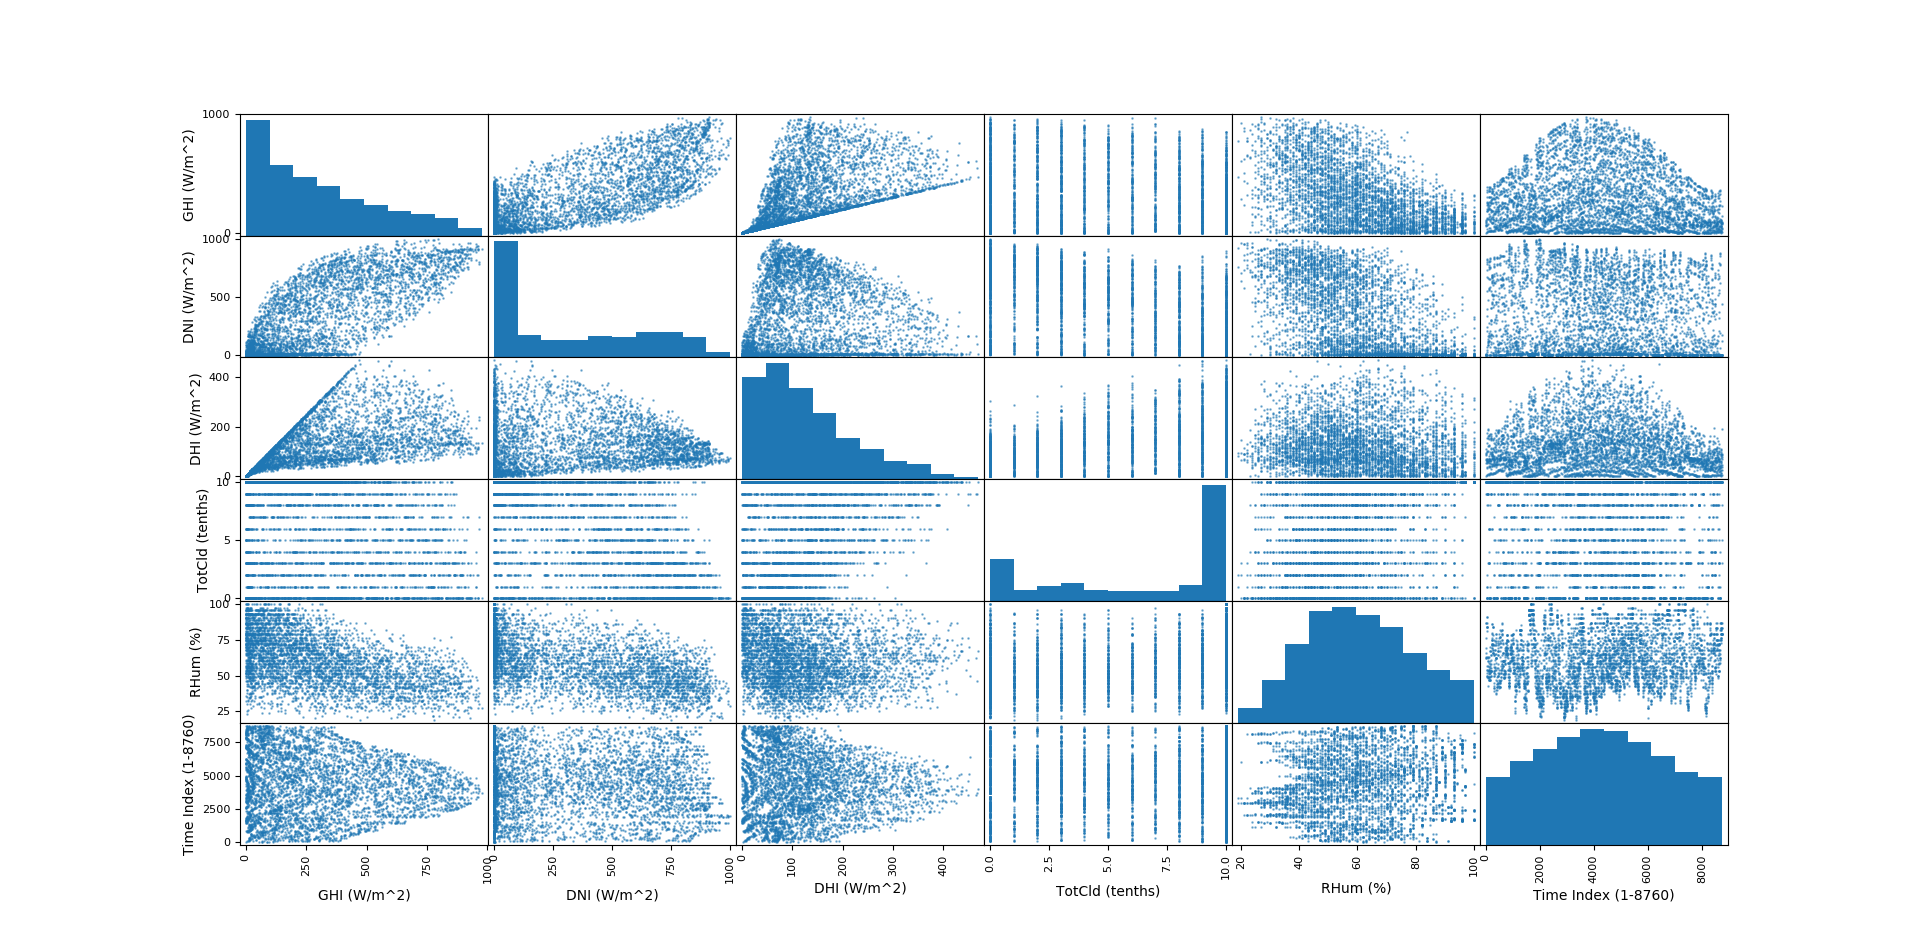 1000
0
GHI (W/m^2)
1000
500
0
DNI (W/m^2)
400
200
0
DHI (W/m^2)
10
5
0
TotCld (tenths)
100
75
50
25
RHum (%)
7500
5000
2500
0
Time Index (1-8760)
0 250 500 750 1000
0 250 500 750 1000
0 100 200 300 400
0.0 2.5 5.0 7.5 10.0
20 40 60 80 100
0 2000 4000 6000 8000
GHI (W/m^2)
DNI (W/m^2)
DHI (W/m^2)
TotCld (tenths)
RHum (%)
Time Index (1-8760)